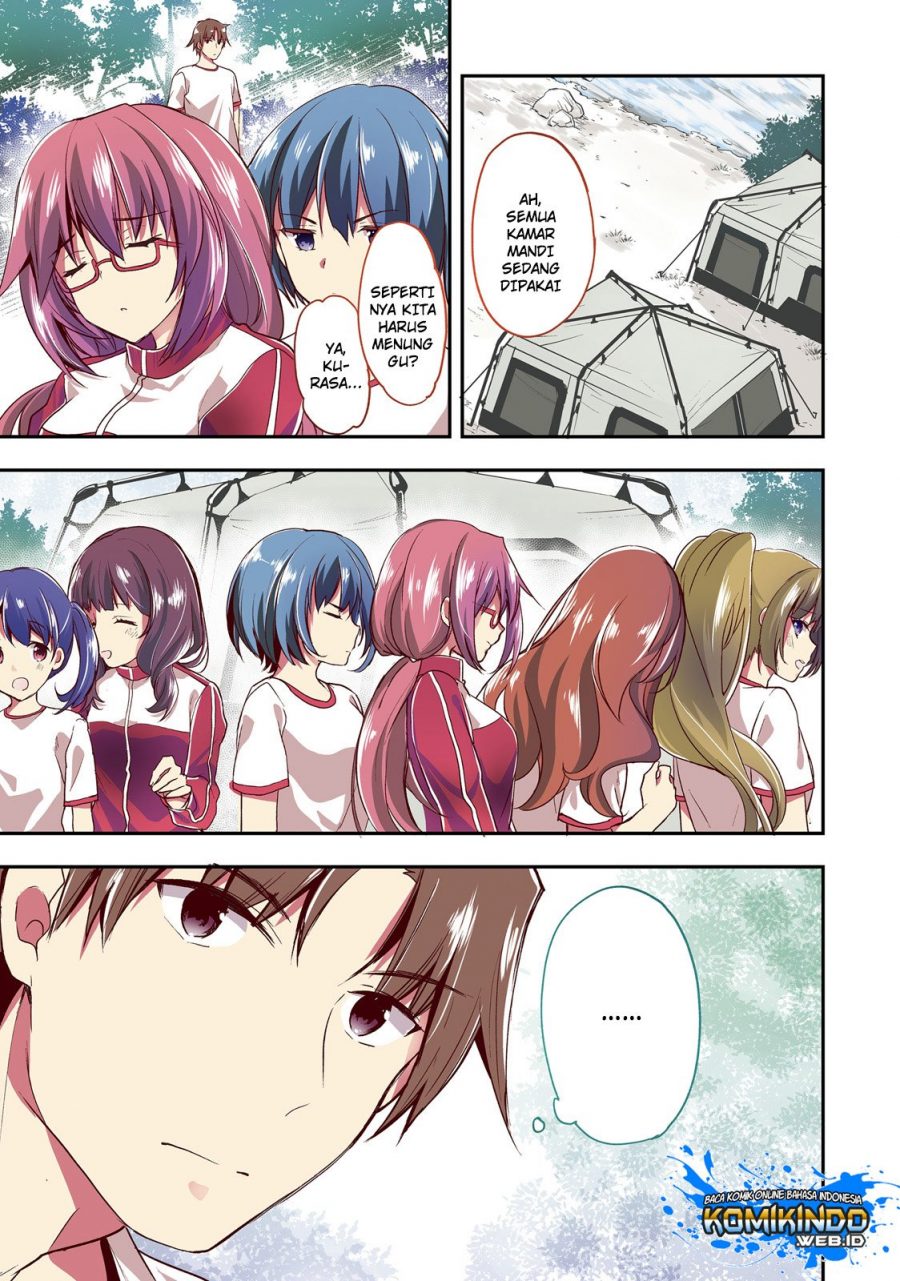 AH,
SEMUA
KAMAR
MANDI
SEDANG
DIPAKAI
SEPERTI
NYA KITA
HARUS
MENUNG
GU?
YA,
KU-
RASA...
......
BACA KOMIK ONLINE BAHASA INDONESIA
KOMIKINDO
WEB.ID